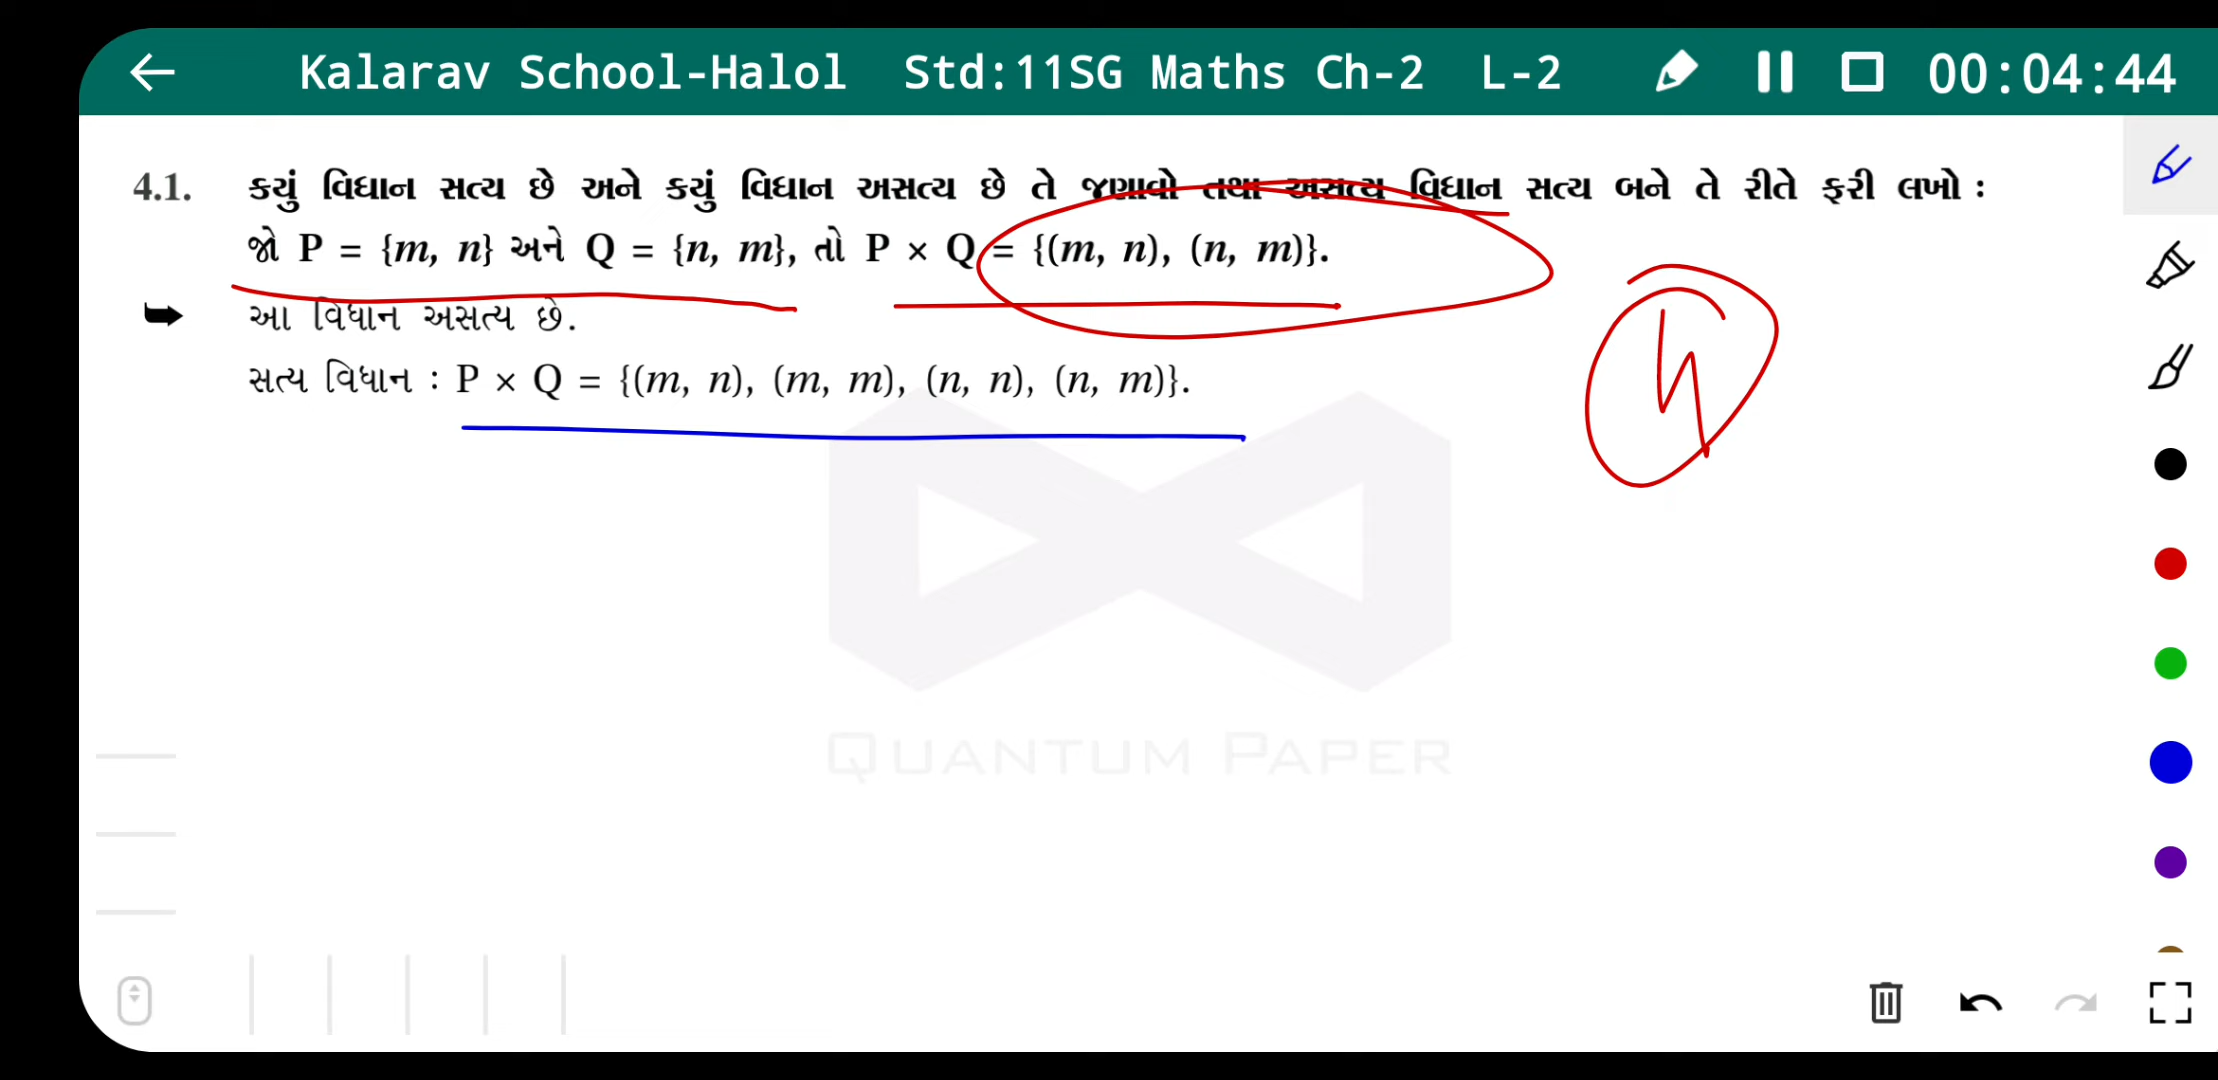 Kalarav School-Halol Std:11SG Maths Ch-2 L-2 00:04:44
4.1. કયું વિધાન સત્ય છે અને કયું વિધાન અસત્ય છે તે જણાવો તથા અસત્ય વિધાન સત્ય બને તે રીતે ફરી લખો :
જો P = {m, n} અને Q = {n, m}, તો P × Q = {(m, n), (n, m)}.
આ વિધાન અસત્ય છે.
4
સત્ય વિધાન : P × Q = {(m, n), (m, m), (n, n), (n, m)}.
QUANTUM PAPER